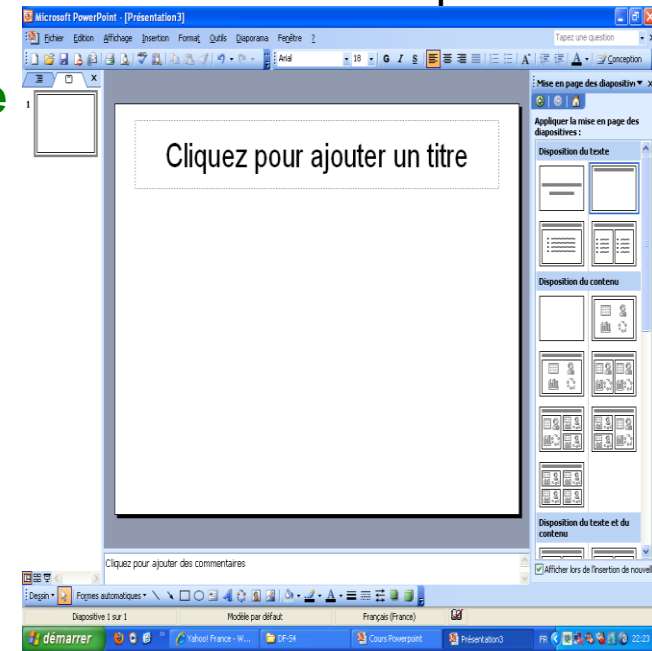 e
Microsoft PowerPoint - [Présentation3]
Fichier Edition Affichage Insertion Format Outils Diaporama Fenêtre ?
Tapez une question
Arial 18 G I S A Conception
Mise en page des diapositiv
1
Appliquer la mise en page des
diapositives :
Disposition du texte
Cliquez pour ajouter un titre
Disposition du contenu
Disposition du texte et du
contenu
Cliquez pour ajouter des commentaires
Afficher lors de l'insertion de nouvell
Dessin Formes automatiques
Diapositive 1 sur 1 Modèle par défaut Français (France)
démarrer Yahoo! France - W... DF-54 Cours Powerpoint Présentation3 FR 22:23